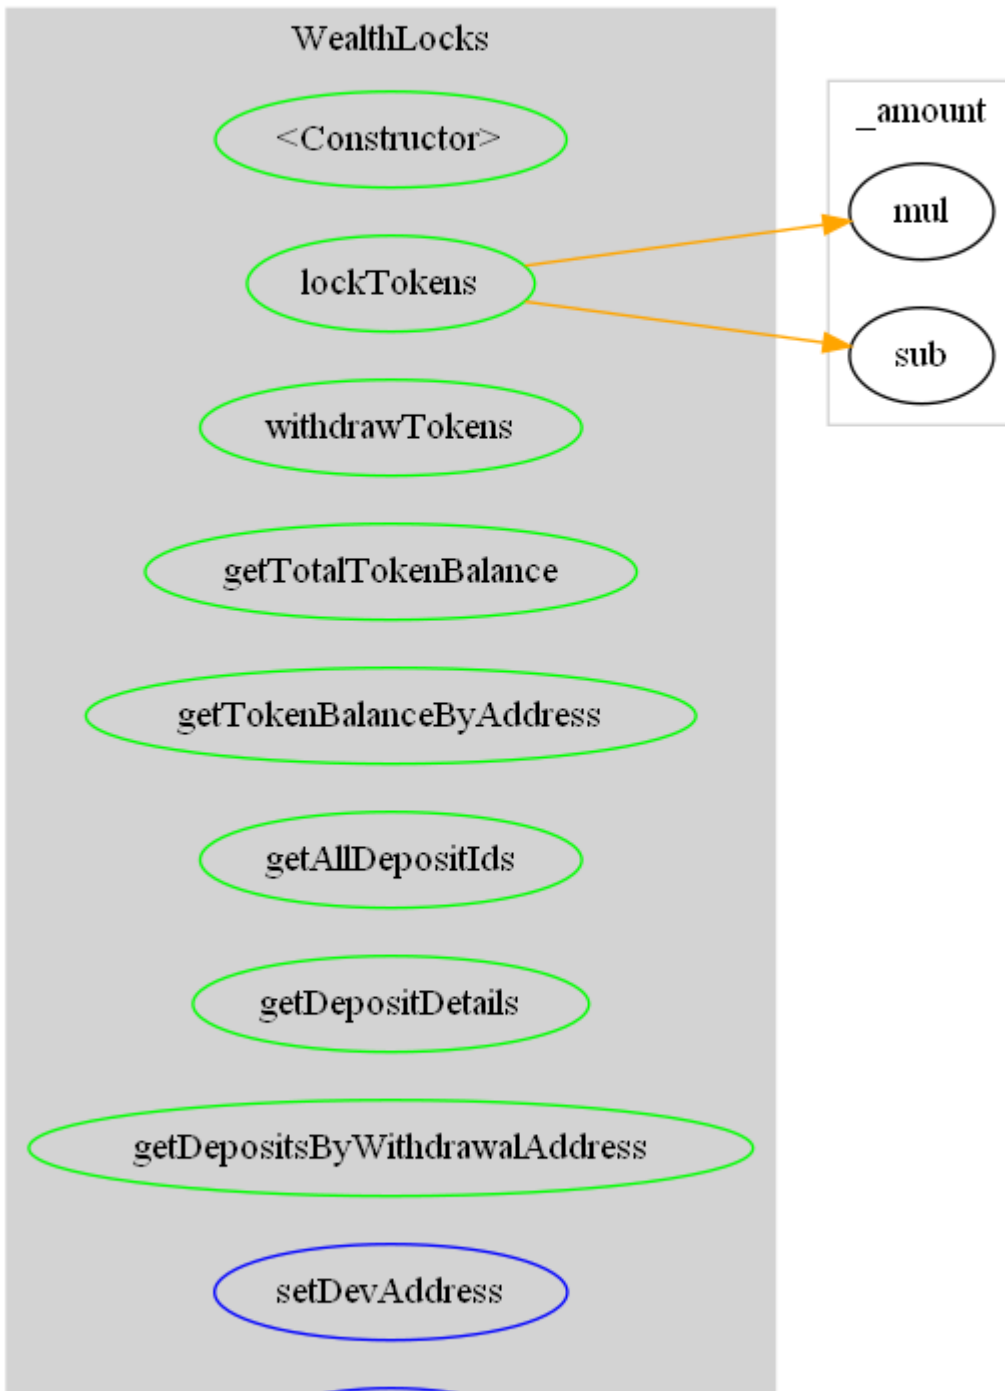 WealthLocks
<Constructor>
lockTokens
withdrawTokens
getTotalTokenBalance
getTokenBalanceByAddress
getAllDepositIds
getDepositDetails
getDepositsByWithdrawalAddress
setDevAddress
_amount
mul
sub